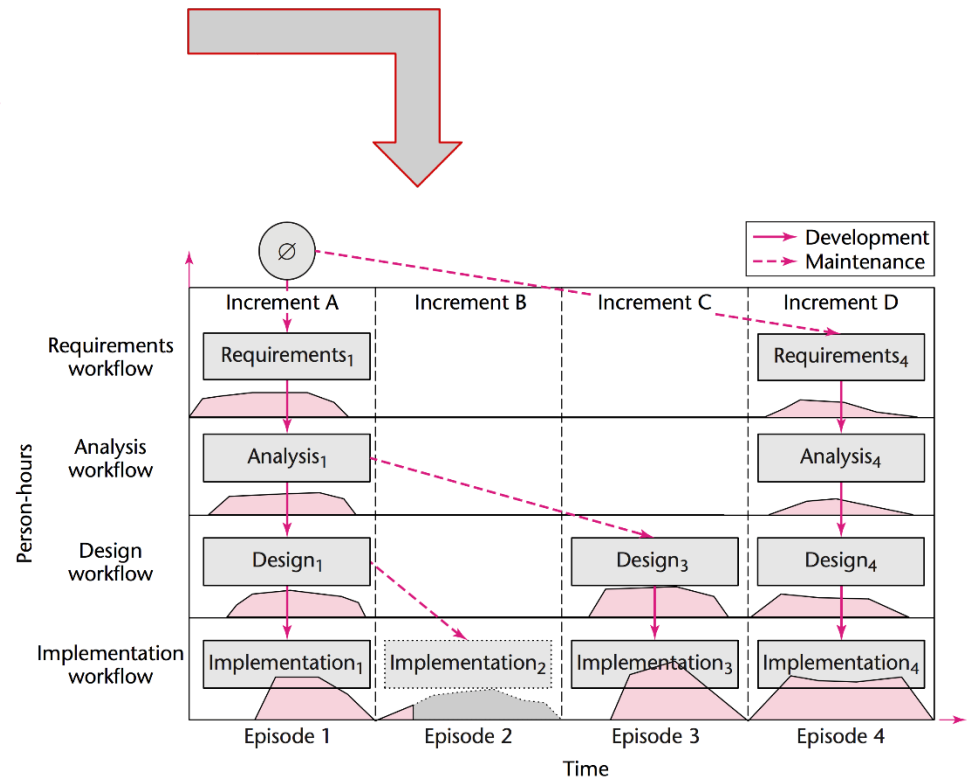 ∅
Development
Maintenance
Increment A
Increment B
Increment C
Increment D
Requirements
workflow
Requirements₁
Requirements₄
Analysis
workflow
Analysis₁
Analysis₄
Person-hours
Design
workflow
Design₁
Design₃
Design₄
Implementation
workflow
Implementation₁
Implementation₂
Implementation₃
Implementation₄
Episode 1
Episode 2
Episode 3
Episode 4
Time